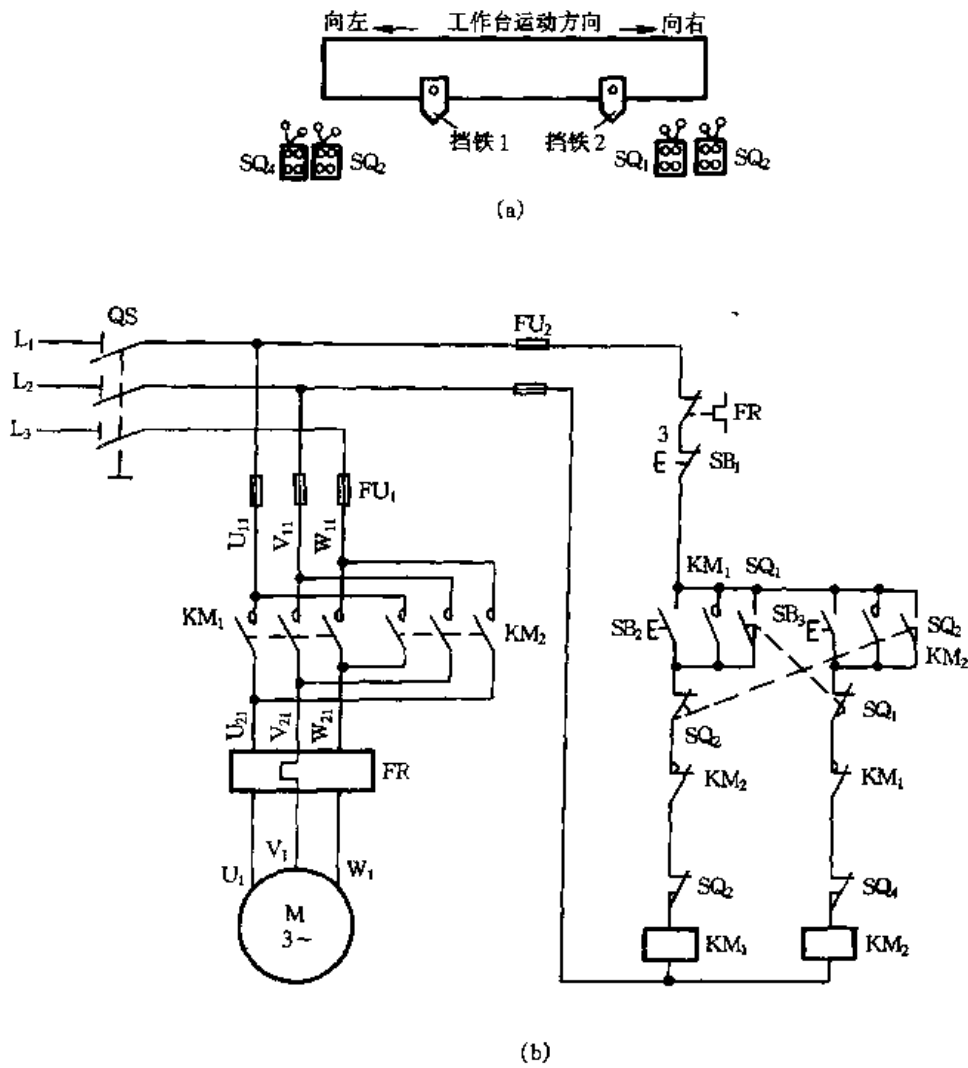 向左 工作台运动方向 向右
挡铁1 挡铁2
SQ₄ SQ₂ SQ₁ SQ₂
(a)
QS
L₁ FU₂
L₂
L₃ FR
3
SB₁
FU₁
U₁₁ V₁₁ W₁₁
KM₁ SQ₁
KM₁ KM₂ SB₂ SB₃ SQ₂
KM₂
U₂₁ V₂₁ W₂₁
SQ₂ SQ₁
FR KM₂ KM₁
U₁ V₁ W₁
SQ₂ SQ₄
M
3~
KM₁ KM₂
(b)